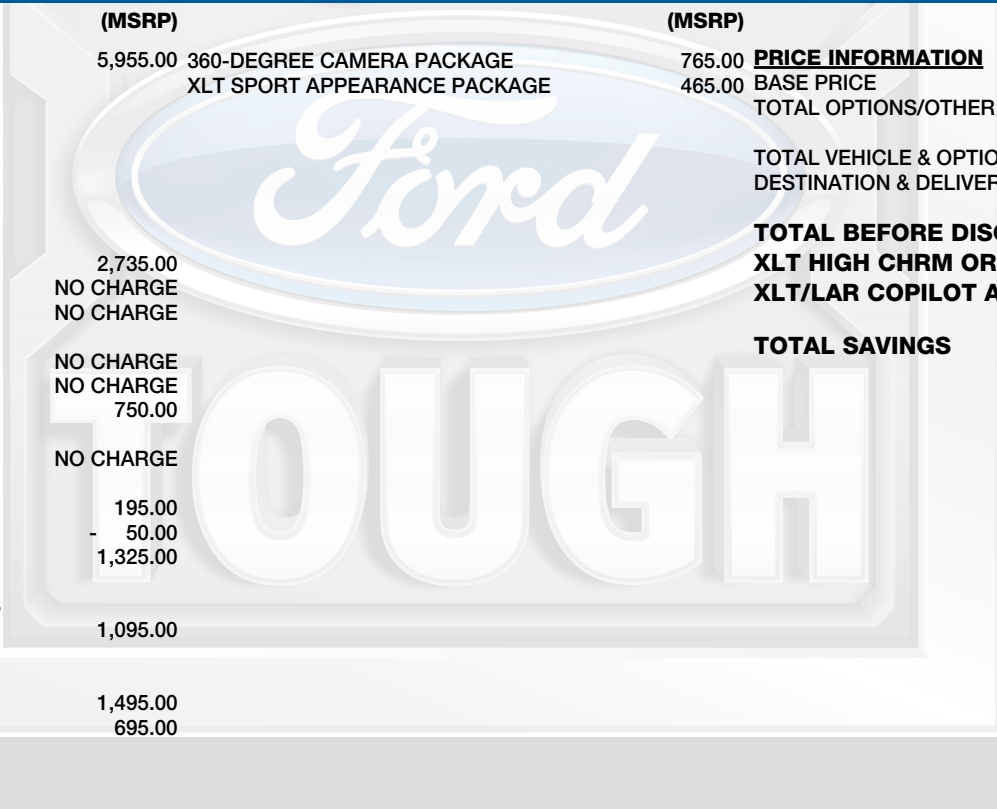 (MSRP)
5,955.00
2,735.00
NO CHARGE
NO CHARGE
NO CHARGE
NO CHARGE
750.00
NO CHARGE
195.00
- 50.00
1,325.00
1,095.00
1,495.00
695.00
(MSRP)
360-DEGREE CAMERA PACKAGE 765.00
XLT SPORT APPEARANCE PACKAGE 465.00
PRICE INFORMATION
BASE PRICE
TOTAL OPTIONS/OTHER
TOTAL VEHICLE & OPTIO
DESTINATION & DELIVER
TOTAL BEFORE DISC
XLT HIGH CHRM OR
XLT/LAR COPILOT A
TOTAL SAVINGS
Ford
TOUGH